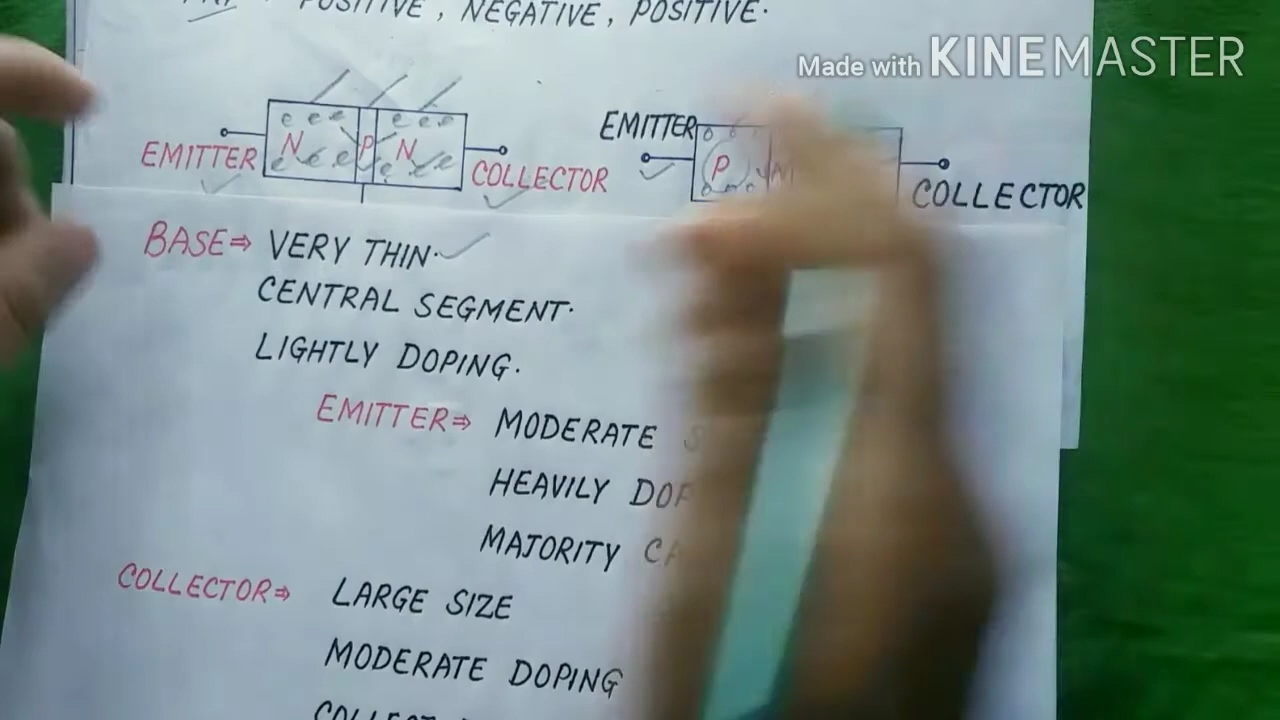 POSITIVE, NEGATIVE, POSITIVE.
Made with KINEMASTER
e e e e e e
N P N
e e e e e
EMITTER
COLLECTOR
EMITTER
P N
COLLECTOR
BASE⇒ VERY THIN.
CENTRAL SEGMENT.
LIGHTLY DOPING.
EMITTER⇒ MODERATE
HEAVILY
MAJORITY
COLLECTOR⇒ LARGE SIZE
MODERATE DOPING